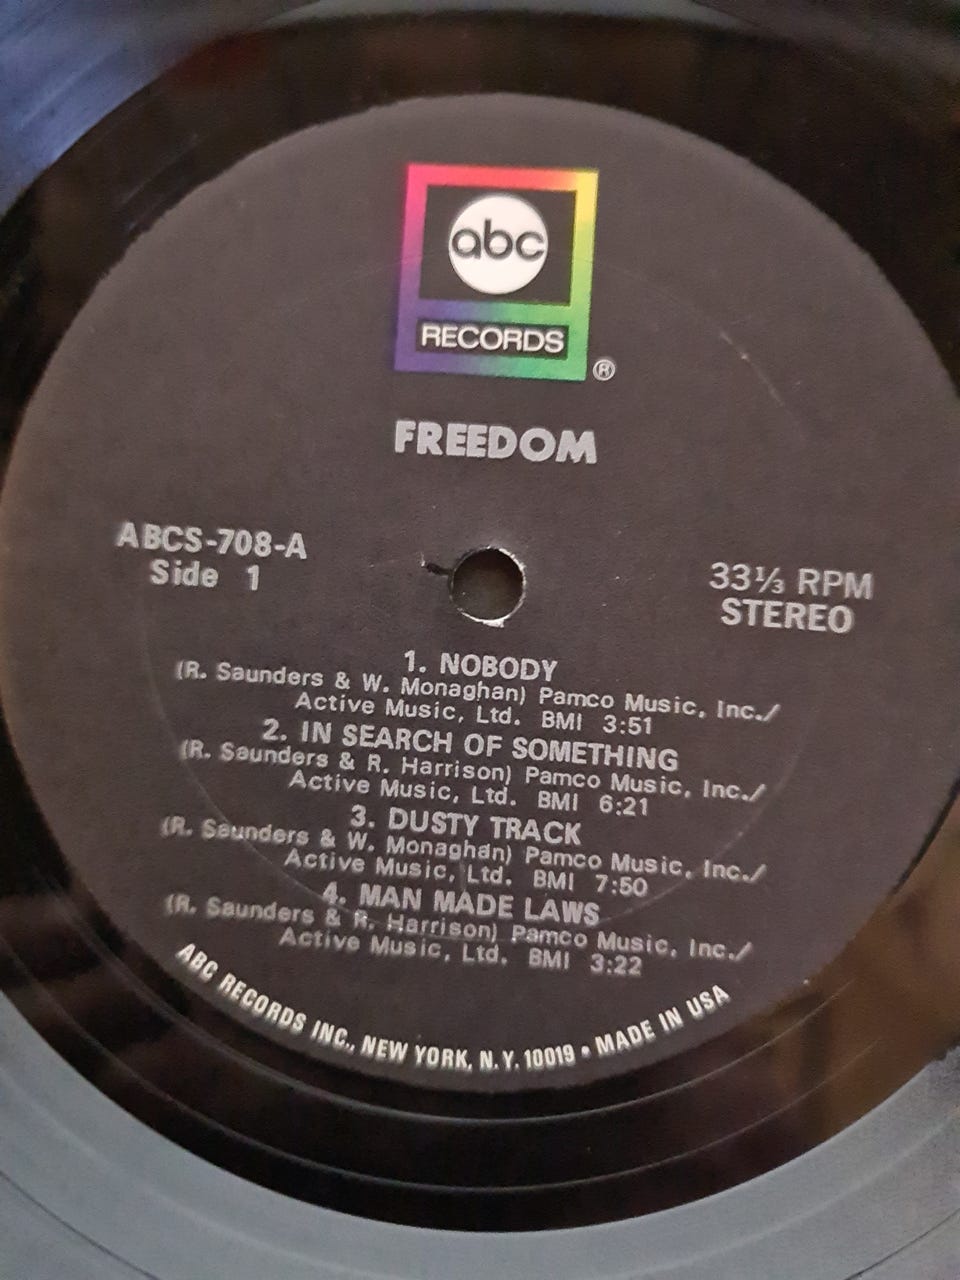 abc
RECORDS
®
FREEDOM
ABCS-708-A
Side 1
33⅓ RPM
STEREO
1. NOBODY
(R. Saunders & W. Monaghan) Pamco Music, Inc./
Active Music, Ltd. BMI 3:51
2. IN SEARCH OF SOMETHING
(R. Saunders & R. Harrison) Pamco Music, Inc./
Active Music, Ltd. BMI 6:21
3. DUSTY TRACK
(R. Saunders & W. Monaghan) Pamco Music, Inc./
Active Music, Ltd. BMI 7:50
4. MAN MADE LAWS
(R. Saunders & R. Harrison) Pamco Music, Inc./
Active Music, Ltd. BMI 3:22
ABC RECORDS INC., NEW YORK, N.Y. 10019 • MADE IN USA